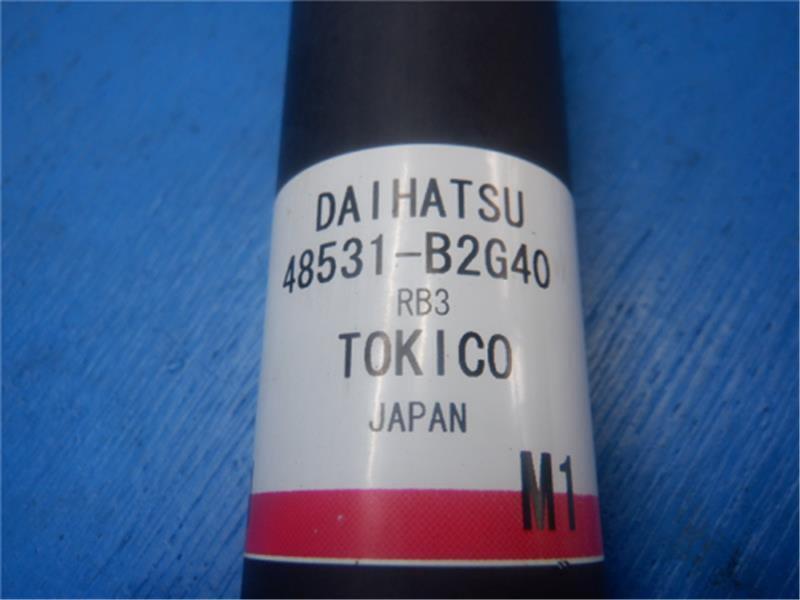 DAIHATSU
48531-B2G40
RB3
TOKICO
JAPAN
M1